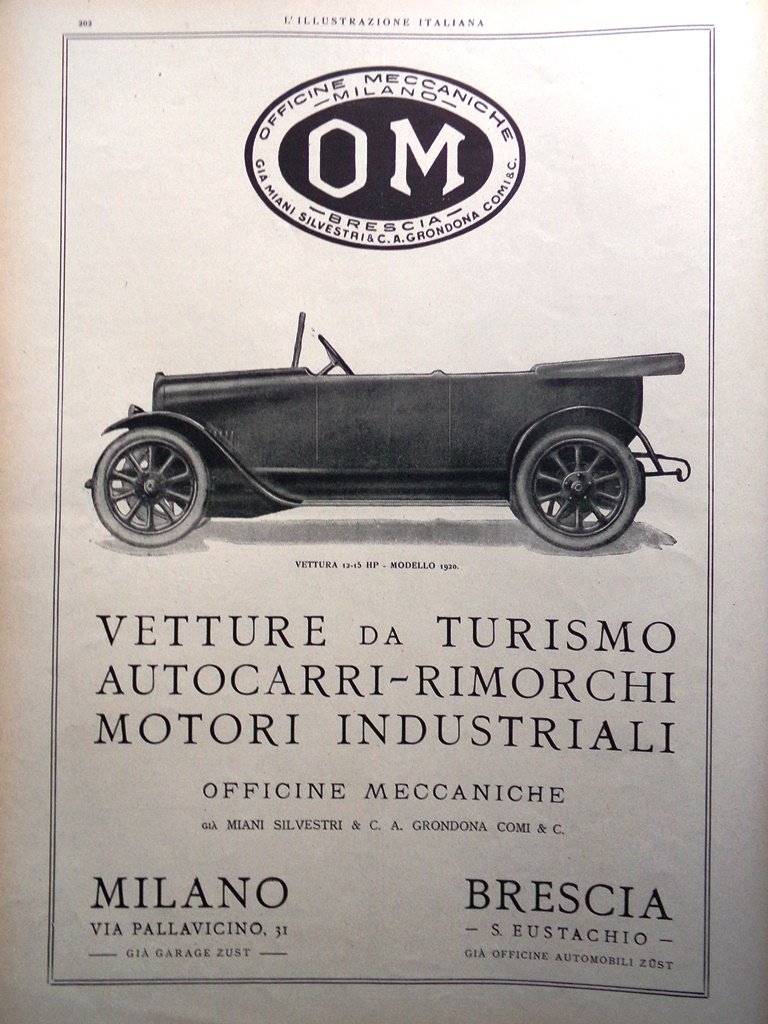 202
L'ILLUSTRAZIONE ITALIANA
OFFICINE MECCANICHE
— MILANO —
OM
— BRESCIA —
GIÀ MIANI SILVESTRI & C. A. GRONDONA COMI & C.
VETTURA 12-15 HP - MODELLO 1920.
VETTURE DA TURISMO
AUTOCARRI-RIMORCHI
MOTORI INDUSTRIALI
OFFICINE MECCANICHE
GIÀ MIANI SILVESTRI & C. A. GRONDONA COMI & C.
MILANO
VIA PALLAVICINO, 31
— GIÀ GARAGE ZUST —
BRESCIA
— S. EUSTACHIO —
GIÀ OFFICINE AUTOMOBILI ZÜST